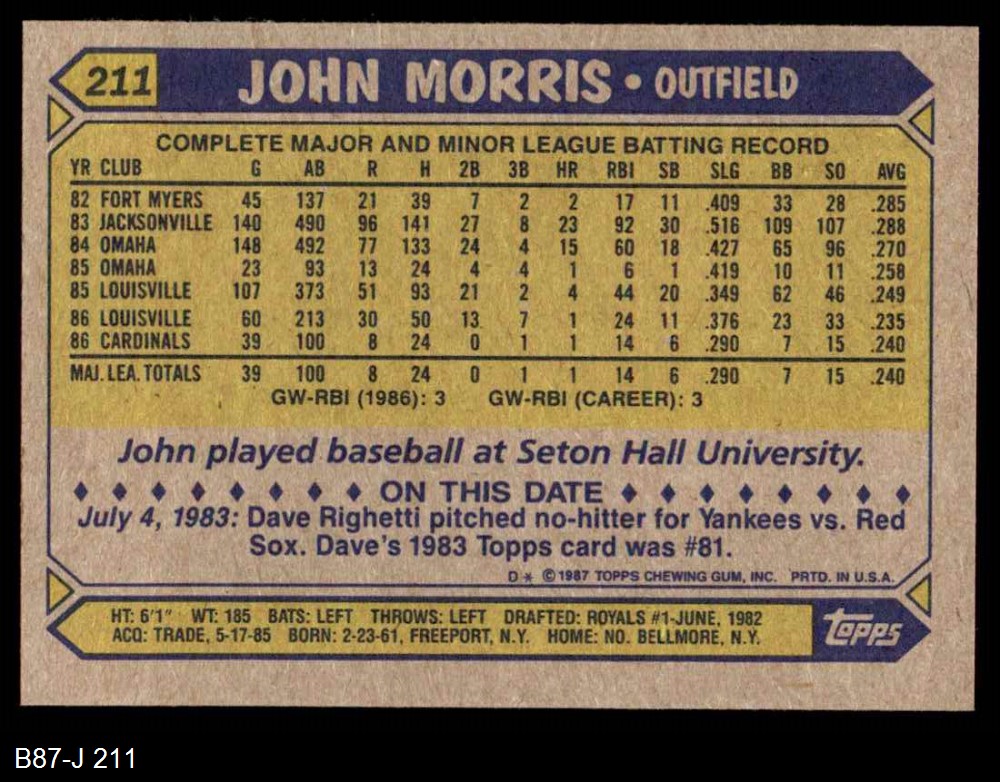 211 JOHN MORRIS • OUTFIELD
COMPLETE MAJOR AND MINOR LEAGUE BATTING RECORD
YR CLUB G AB R H 2B 3B HR RBI SB SLG BB SO AVG
82 FORT MYERS 45 137 21 39 7 2 2 17 11 .409 33 28 .285
83 JACKSONVILLE 140 490 96 141 27 8 23 92 30 .516 109 107 .288
84 OMAHA 148 492 77 133 24 4 15 60 18 .427 65 96 .270
85 OMAHA 23 93 13 24 4 4 1 6 1 .419 10 11 .258
85 LOUISVILLE 107 373 51 93 21 2 4 44 20 .349 62 46 .249
86 LOUISVILLE 60 213 30 50 13 7 1 24 11 .376 23 33 .235
86 CARDINALS 39 100 8 24 0 1 1 14 6 .290 7 15 .240
MAJ. LEA. TOTALS 39 100 8 24 0 1 1 14 6 .290 7 15 .240
GW-RBI (1986): 3 GW-RBI (CAREER): 3
John played baseball at Seton Hall University.
♦ ♦ ♦ ♦ ♦ ♦ ♦ ♦ ON THIS DATE ♦ ♦ ♦ ♦ ♦ ♦ ♦ ♦
July 4, 1983: Dave Righetti pitched no-hitter for Yankees vs. Red
Sox. Dave's 1983 Topps card was #81.
D* ©1987 TOPPS CHEWING GUM, INC. PRTD. IN U.S.A.
HT: 6'1" WT: 185 BATS: LEFT THROWS: LEFT DRAFTED: ROYALS #1-JUNE, 1982
ACQ: TRADE, 5-17-85 BORN: 2-23-61, FREEPORT, N.Y. HOME: NO. BELLMORE, N.Y.
Topps
B87-J 211